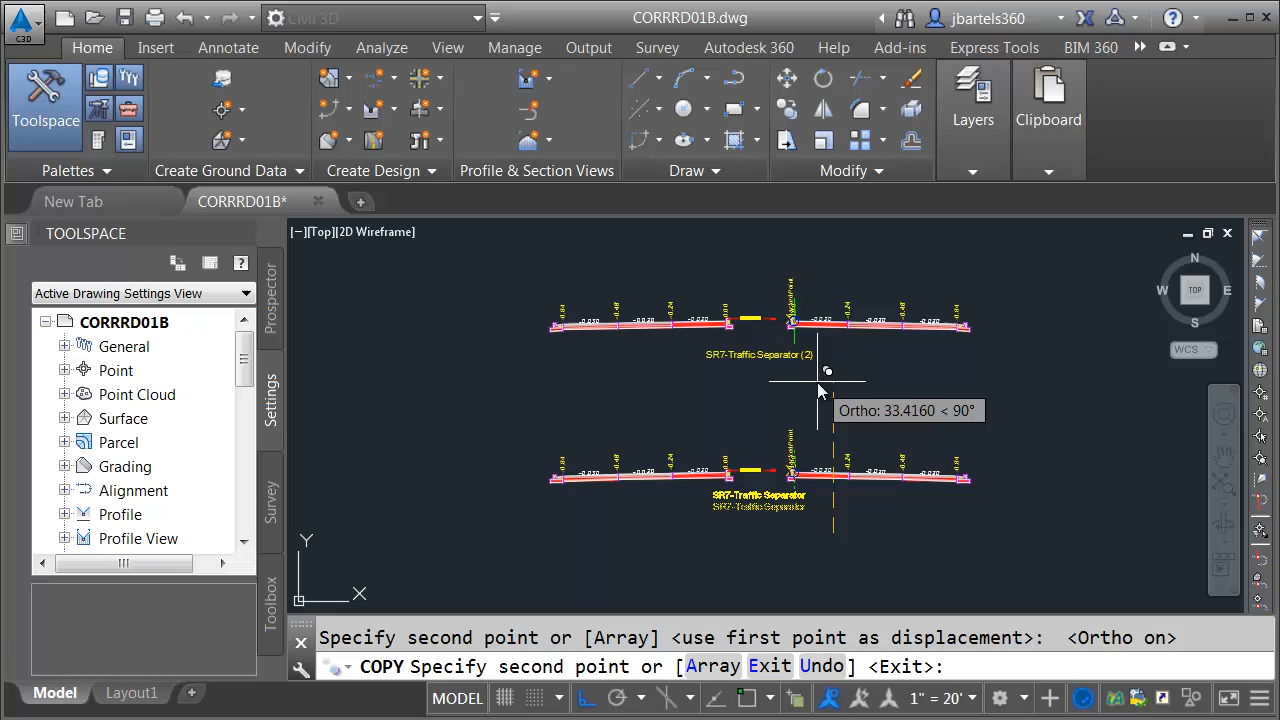 C3D
Civil 3D
CORRRD01B.dwg
jbartels360
Home Insert Annotate Modify Analyze View Manage Output Survey Autodesk 360 Help Add-ins Express Tools BIM 360
Toolspace
Layers
Clipboard
Palettes Create Ground Data Create Design Profile & Section Views Draw Modify
New Tab
CORRRD01B*
TOOLSPACE
[−][Top][2D Wireframe]
Active Drawing Settings View
CORRRD01B
General
Point
Point Cloud
Surface
Parcel
Grading
Alignment
Profile
Profile View
Prospector
Settings
Survey
Toolbox
N
W TOP E
S
WCS
SR7-Traffic Separator (2)
Ortho: 33.4160 < 90°
SR7-Traffic Separator
SR7-Traffic Separator
Y
X
Specify second point or [Array] <use first point as displacement>: <Ortho on>
COPY Specify second point or [Array Exit Undo] <Exit>:
Model Layout1
MODEL
1" = 20'